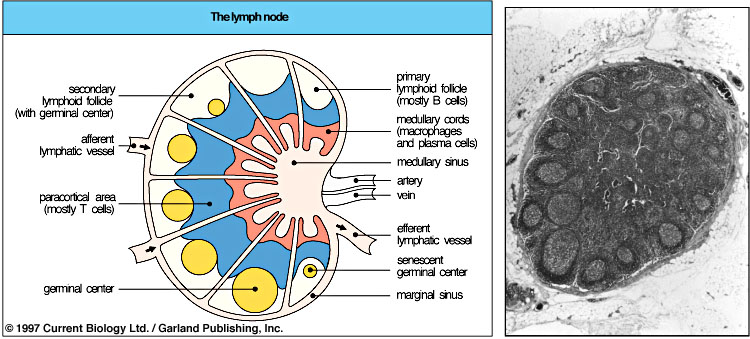 The lymph node
secondary
lymphoid follicle
(with germinal center)
afferent
lymphatic vessel
paracortical area
(mostly T cells)
germinal center
primary
lymphoid follicle
(mostly B cells)
medullary cords
(macrophages
and plasma cells)
medullary sinus
artery
vein
efferent
lymphatic vessel
senescent
germinal center
marginal sinus
© 1997 Current Biology Ltd. / Garland Publishing, Inc.